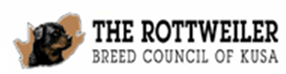 THE ROTTWEILER
BREED COUNCIL OF KUSA